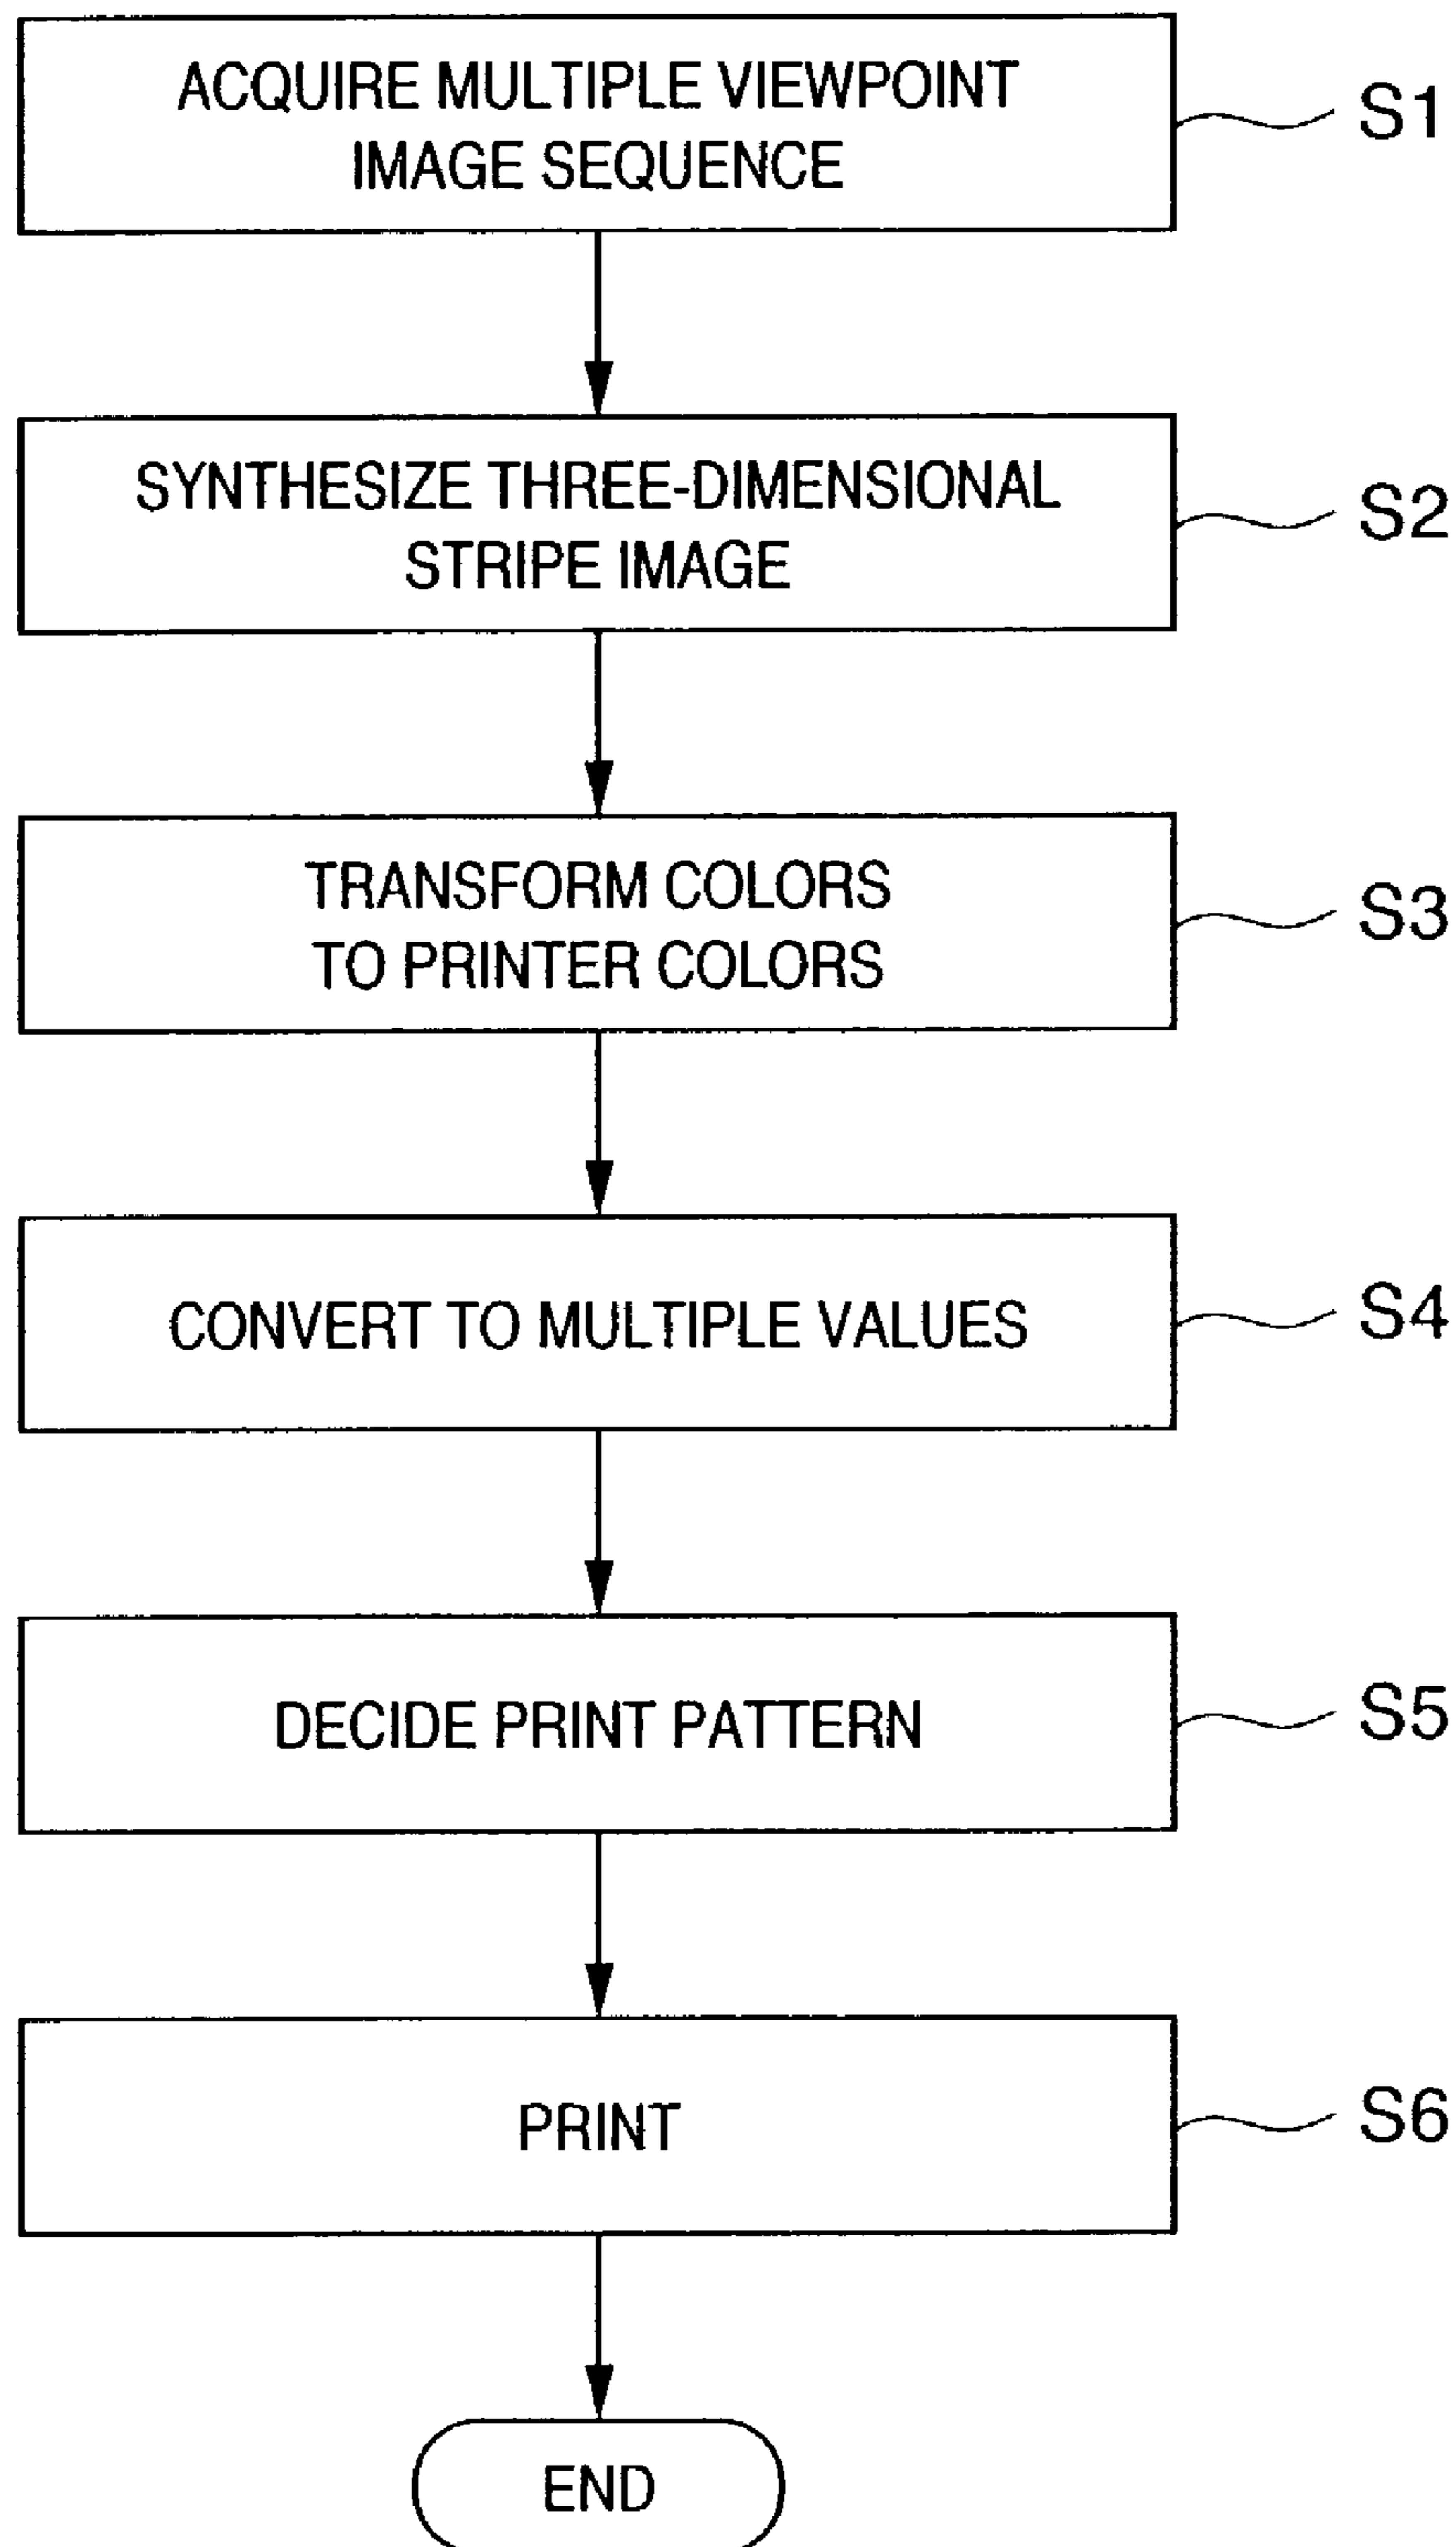 ACQUIRE MULTIPLE VIEWPOINT
IMAGE SEQUENCE
S1
SYNTHESIZE THREE-DIMENSIONAL
STRIPE IMAGE
S2
TRANSFORM COLORS
TO PRINTER COLORS
S3
CONVERT TO MULTIPLE VALUES
S4
DECIDE PRINT PATTERN
S5
PRINT
S6
END